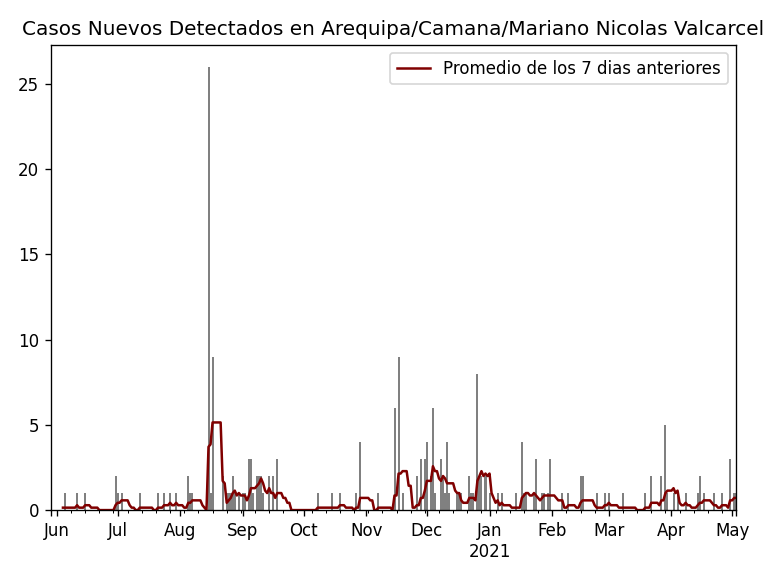 Casos Nuevos Detectados en Arequipa/Camana/Mariano Nicolas Valcarcel
Promedio de los 7 dias anteriores
25
20
15
10
5
0
Jun Jul Aug Sep Oct Nov Dec Jan Feb Mar Apr May
2021